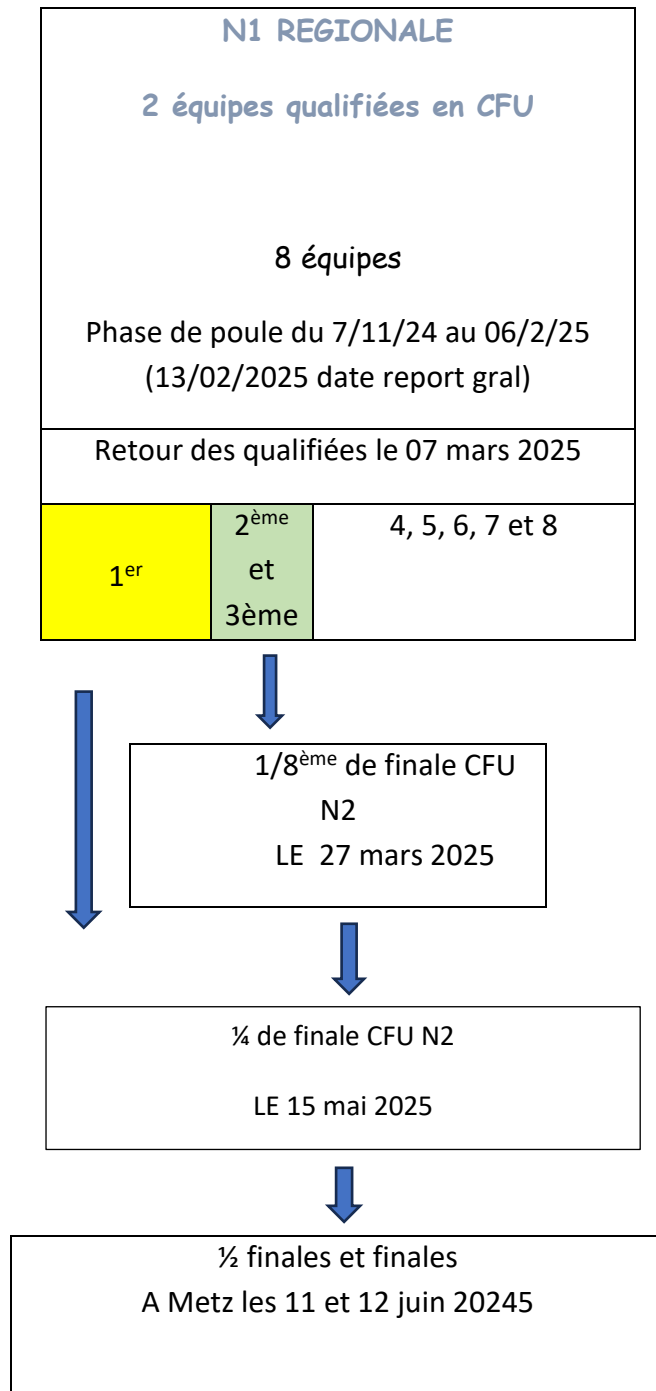 N1 REGIONALE
2 équipes qualifiées en CFU
8 équipes
Phase de poule du 7/11/24 au 06/2/25
(13/02/2025 date report gral)
Retour des qualifiées le 07 mars 2025
1er
2ème
et
3ème
4, 5, 6, 7 et 8
1/8ème de finale CFU
N2
LE 27 mars 2025
¼ de finale CFU N2
LE 15 mai 2025
½ finales et finales
A Metz les 11 et 12 juin 20245